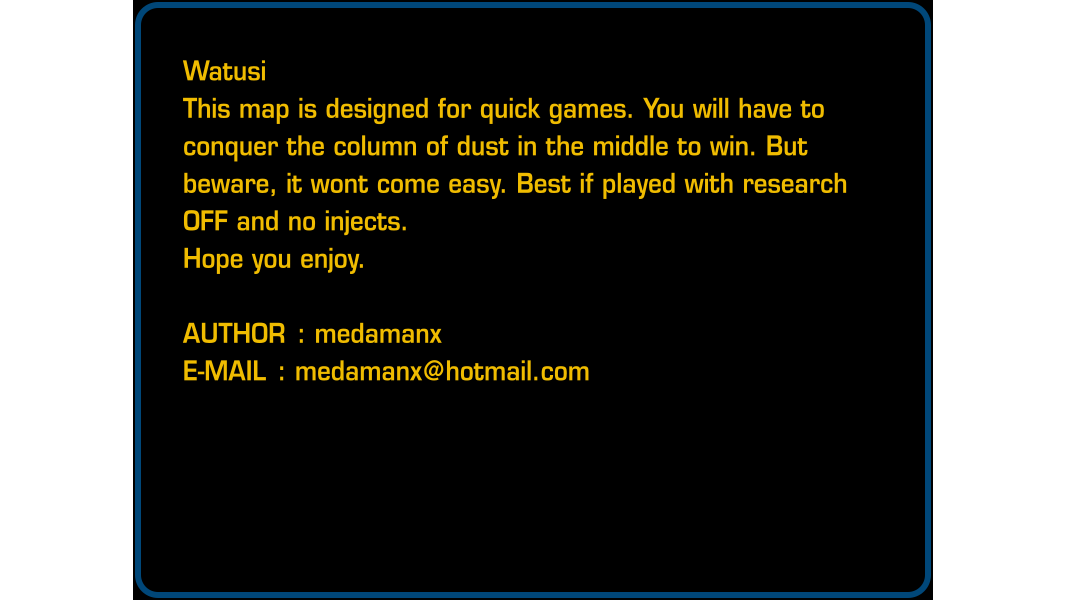 Watusi
This map is designed for quick games. You will have to
conquer the column of dust in the middle to win. But
beware, it wont come easy. Best if played with research
OFF and no injects.
Hope you enjoy.
AUTHOR : medamanx
E-MAIL : medamanx@hotmail.com